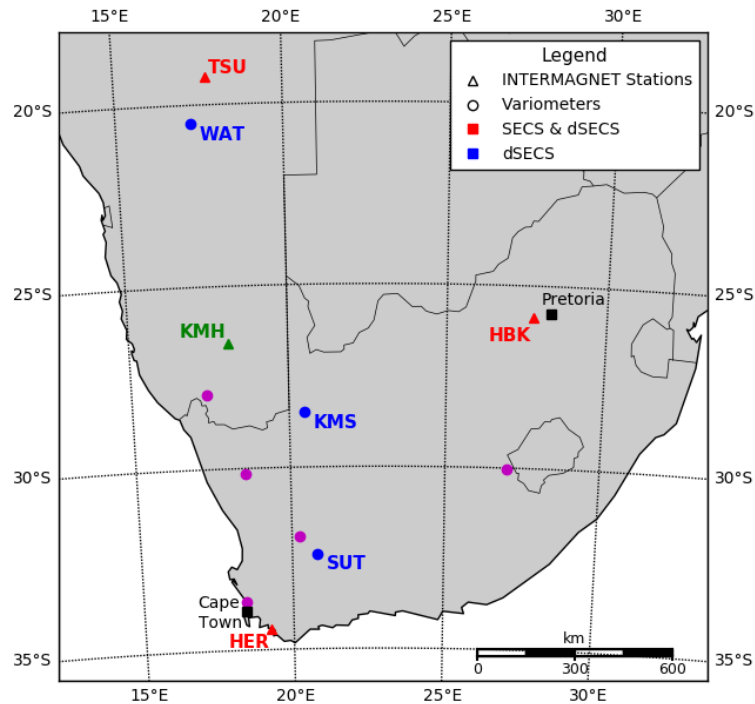 15°E 20°E 25°E 30°E
Legend
INTERMAGNET Stations
Variometers
SECS & dSECS
dSECS
TSU
WAT
20°S 20°S
25°S 25°S
Pretoria
KMH
HBK
KMS
30°S 30°S
SUT
Cape
Town
HER
km
0 300 600
35°S 35°S
15°E 20°E 25°E 30°E